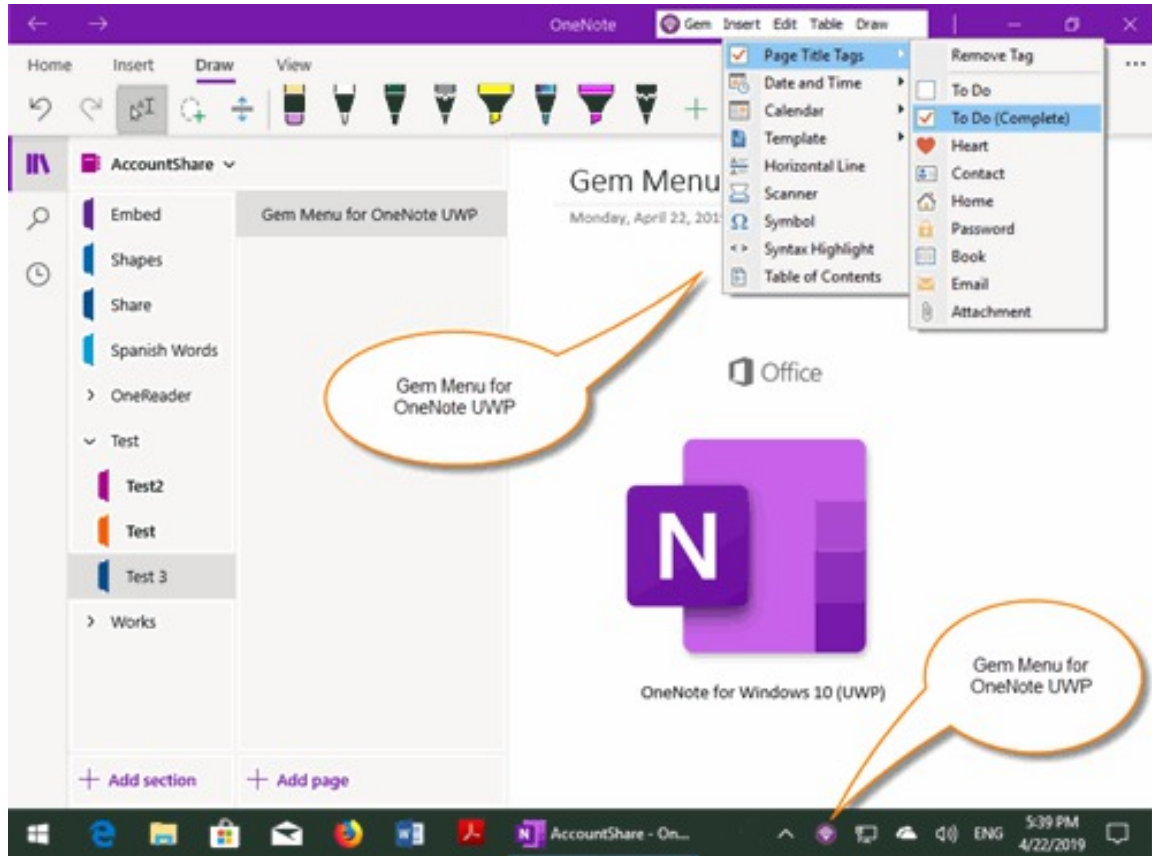 OneNote
Gem Insert Edit Table Draw
Home Insert Draw View
Page Title Tags
Date and Time
Calendar
Template
Horizontal Line
Scanner
Symbol
Syntax Highlight
Table of Contents
Remove Tag
To Do
To Do (Complete)
Heart
Contact
Home
Password
Book
Email
Attachment
AccountShare
Embed
Shapes
Share
Spanish Words
OneReader
Test
Test2
Test
Test 3
Works
Gem Menu for OneNote UWP
Gem Menu
Monday, April 22, 201
Gem Menu for
OneNote UWP
Office
N
OneNote for Windows 10 (UWP)
Gem Menu for
OneNote UWP
Add section
Add page
AccountShare - On...
ENG
5:39 PM
4/22/2019